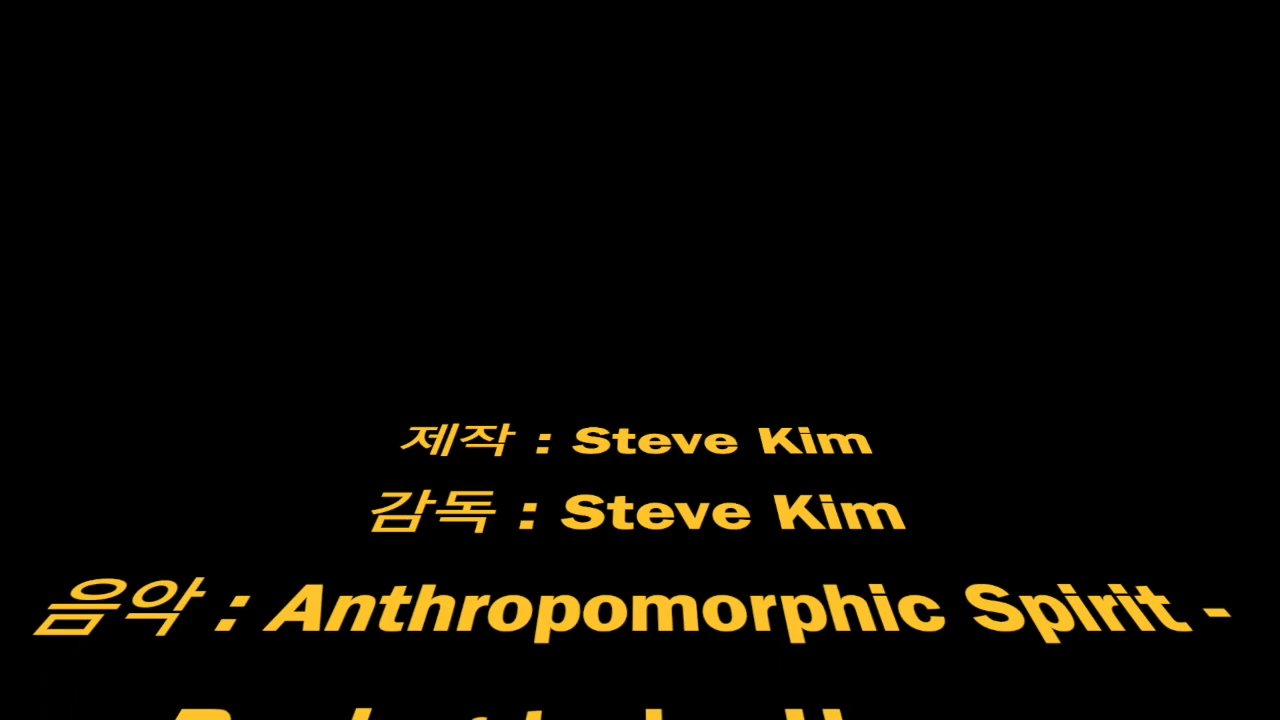 제작 : Steve Kim
감독 : Steve Kim
음악 : Anthropomorphic Spirit -